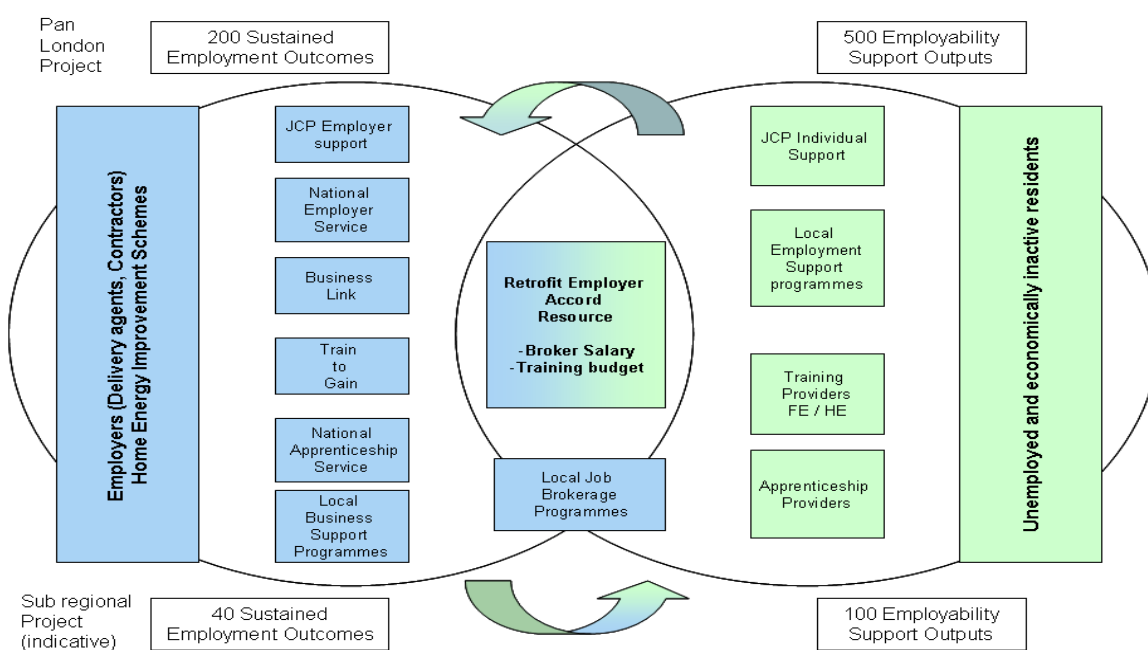 Pan
London
Project
200 Sustained
Employment Outcomes
500 Employability
Support Outputs
Employers (Delivery agents, Contractors)
Home Energy Improvement Schemes
JCP Employer
support
National
Employer
Service
Business
Link
Train
to
Gain
National
Apprenticeship
Service
Local
Business
Support
Programmes
Retrofit Employer
Accord
Resource
-Broker Salary
-Training budget
Local Job
Brokerage
Programmes
JCP Individual
Support
Local
Employment
Support
programmes
Training
Providers
FE / HE
Apprenticeship
Providers
Unemployed and economically inactive residents
Sub regional
Project
(indicative)
40 Sustained
Employment Outcomes
100 Employability
Support Outputs